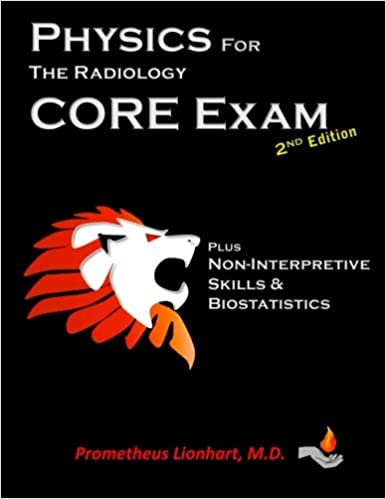 PHYSICS FOR
THE RADIOLOGY
CORE EXAM
2ND Edition
PLUS
NON-INTERPRETIVE
SKILLS &
BIOSTATISTICS
Prometheus Lionhart, M.D.